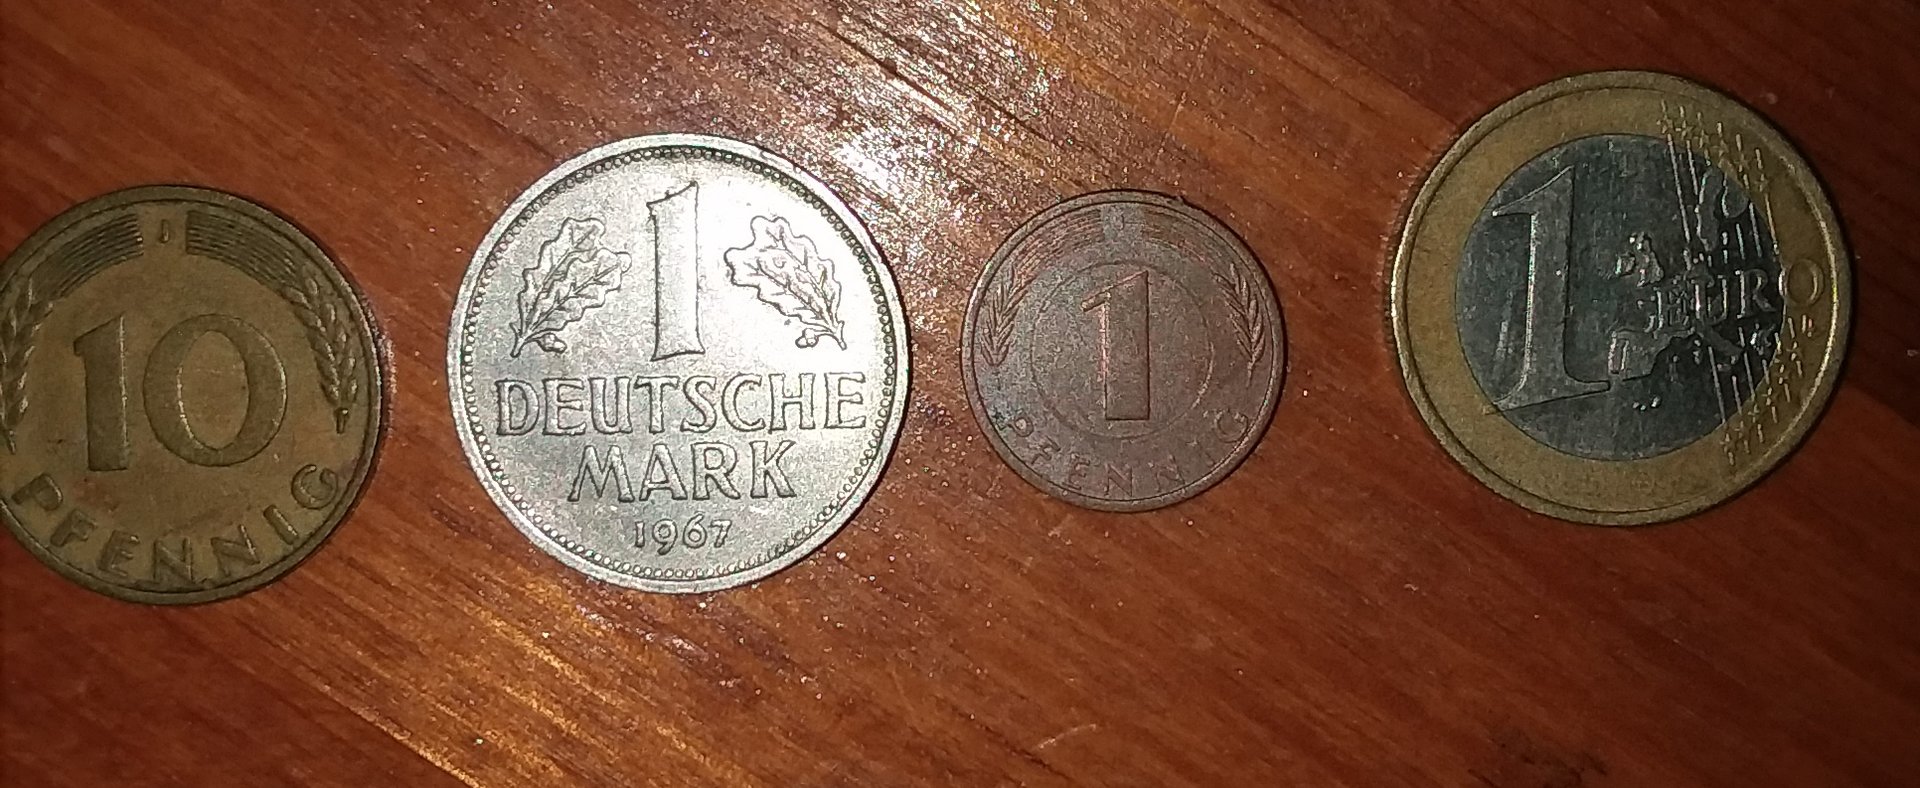 J
10
PFENNIG
1
DEUTSCHE
MARK
1967
1
PFENNIG
1
EURO